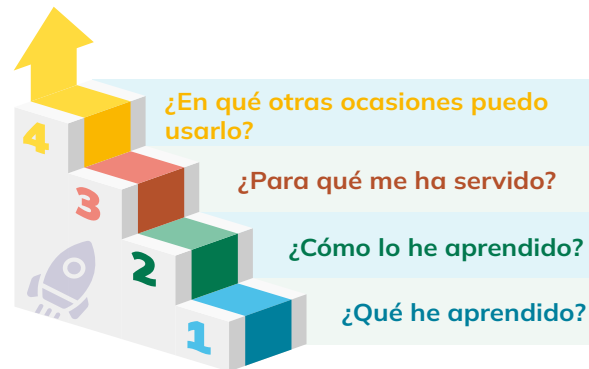 4
¿En qué otras ocasiones puedo
usarlo?
3
¿Para qué me ha servido?
2
¿Cómo lo he aprendido?
1
¿Qué he aprendido?